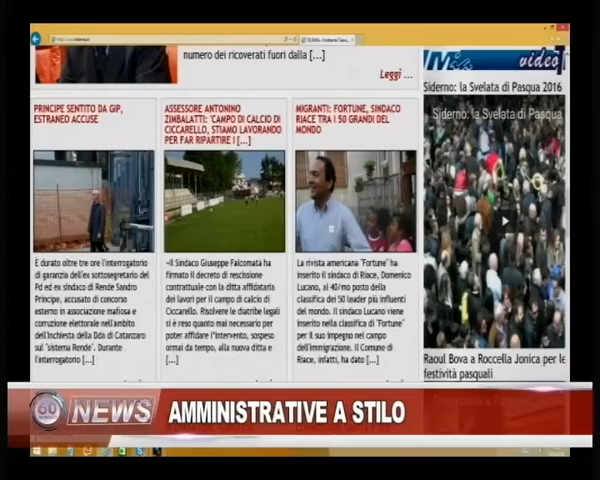 numero dei ricoverati fuori dalla [...]
Leggi ...
PRINCIPE SENTITO DA GIP,
ESTRANEO ACCUSE
E durato oltre tre ore l'interrogatorio
di garanzia dell'ex sottosegretario del
Pd ed ex sindaco di Rende Sandro
Principe, accusato di concorso
esterno in associazione mafiosa e
corruzione elettorale nell'ambito
dell'inchiesta della Dda di Catanzaro
sul "sistema Rende". Durante
l'interrogatorio [...]
ASSESSORE ANTONINO
ZIMBALATTI: 'CAMPO DI CALCIO DI
CICCARELLO, STIAMO LAVORANDO
PER FAR RIPARTIRE I [...]
«Il Sindaco Giuseppe Falcomatà ha
firmato il decreto di rescissione
contrattuale con la ditta affidataria
dei lavori per il campo di calcio di
Ciccarello. Risolvere le diatribe legali
si è reso quanto mai necessario per
poter affidare l'intervento, sospeso
ormai da tempo, alla nuova ditta e
[...]
MIGRANTI: FORTUNE, SINDACO
RIACE TRA I 50 GRANDI DEL
MONDO
La rivista americana "Fortune" ha
inserito il sindaco di Riace, Domenico
Lucano, al 40/mo posto della
classifica dei 50 leader più influenti
del mondo. Il sindaco Lucano viene
inserito nella classifica di "Fortune"
per il suo impegno nel campo
dell'immigrazione. Il Comune di
Riace, infatti, ha dato [...]
Mia video
Siderno: la Svelata di Pasqua 2016
Siderno: la Svelata di Pasqua
Raoul Bova a Roccella Jonica per le
festività pasquali
60 NEWS AMMINISTRATIVE A STILO